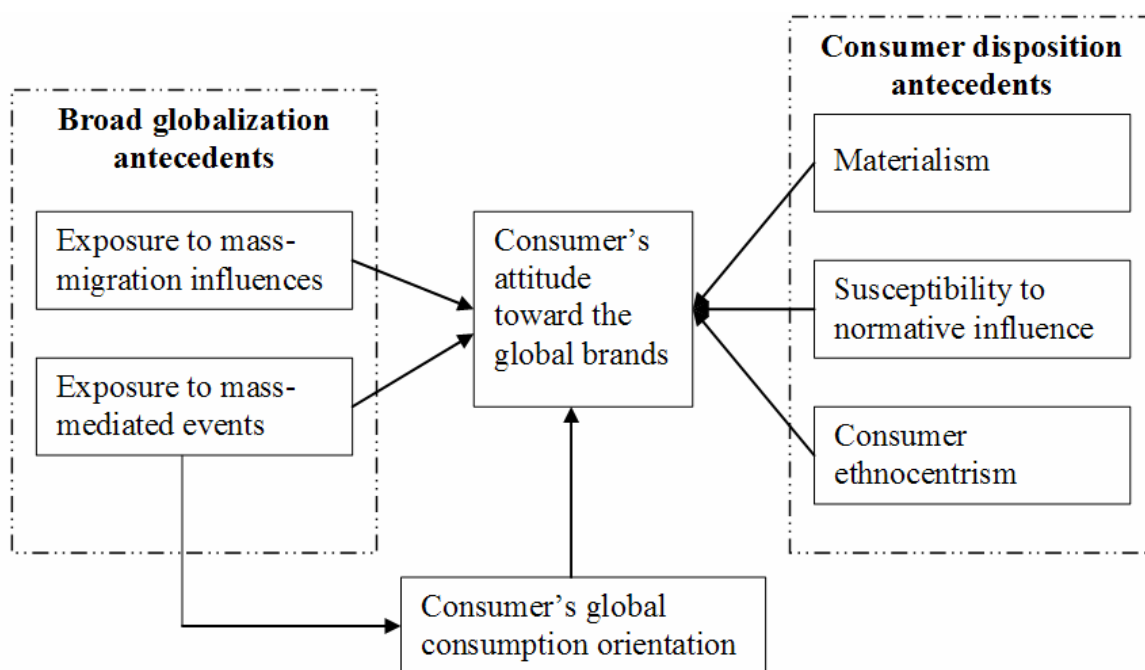 Broad globalization
antecedents
Exposure to mass-
migration influences
Exposure to mass-
mediated events
Consumer’s
attitude
toward the
global brands
Consumer’s global
consumption orientation
Consumer disposition
antecedents
Materialism
Susceptibility to
normative influence
Consumer
ethnocentrism